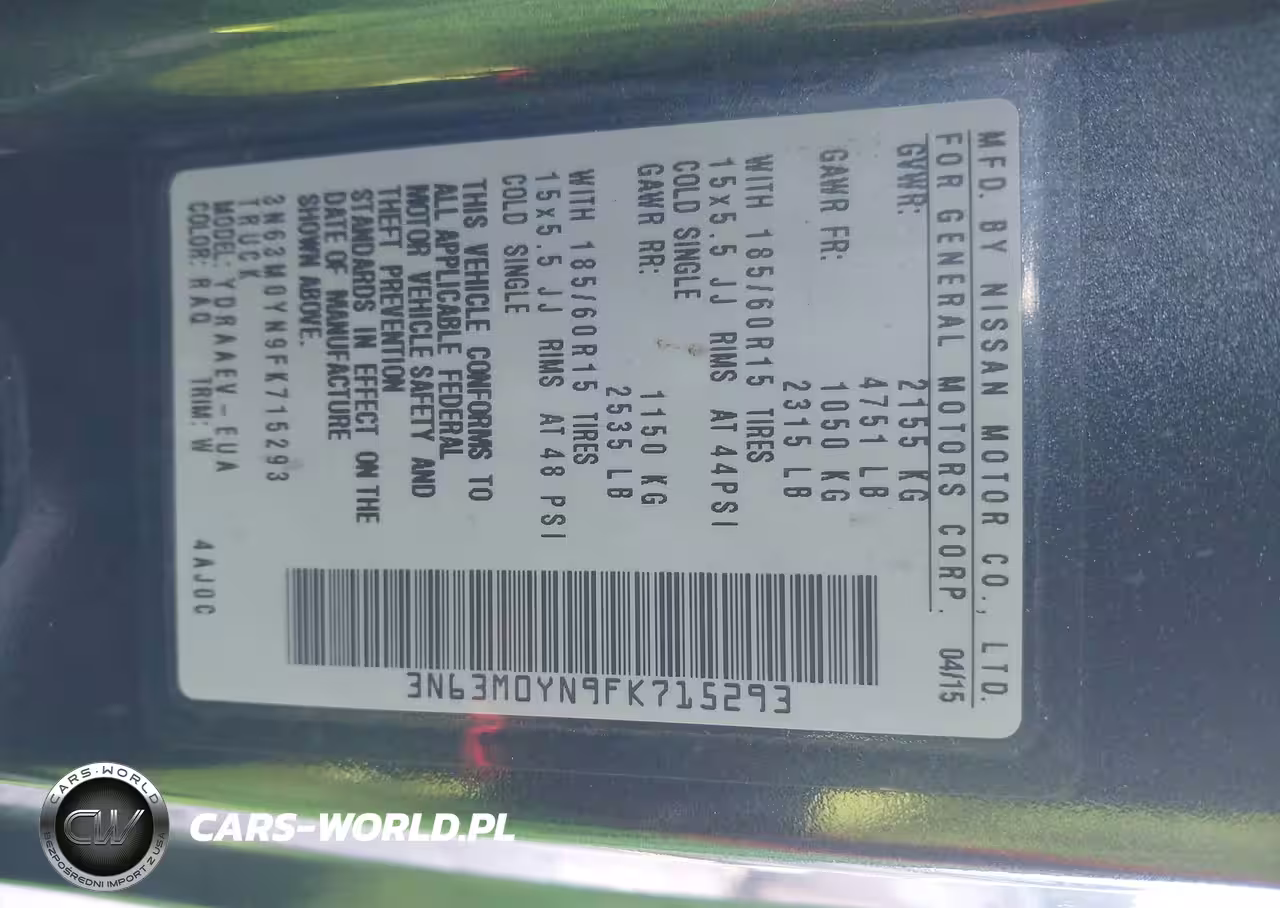 MFD. BY NISSAN MOTOR CO., LTD.
FOR GENERAL MOTORS CORP. 04/15
GVWR: 2155 KG
4751 LB
GAWR FR: 1050 KG
2315 LB
WITH 185/60R15 TIRES
15x5.5 JJ RIMS AT 44PSI
COLD SINGLE
GAWR RR: 1150 KG
2535 LB
WITH 185/60R15 TIRES
15x5.5 JJ RIMS AT 48 PSI
COLD SINGLE
THIS VEHICLE CONFORMS TO
ALL APPLICABLE FEDERAL
MOTOR VEHICLE SAFETY AND
THEFT PREVENTION
STANDARDS IN EFFECT ON THE
DATE OF MANUFACTURE
SHOWN ABOVE.
3N63M0YN9FK715293
TRUCK
MODEL: YDRAAEV-EUA
COLOR: RAQ TRIM: W 4AJ0C
3N63M0YN9FK715293
CARS-WORLD
CW
BEZPOŚREDNI IMPORT Z USA
CARS-WORLD.PL